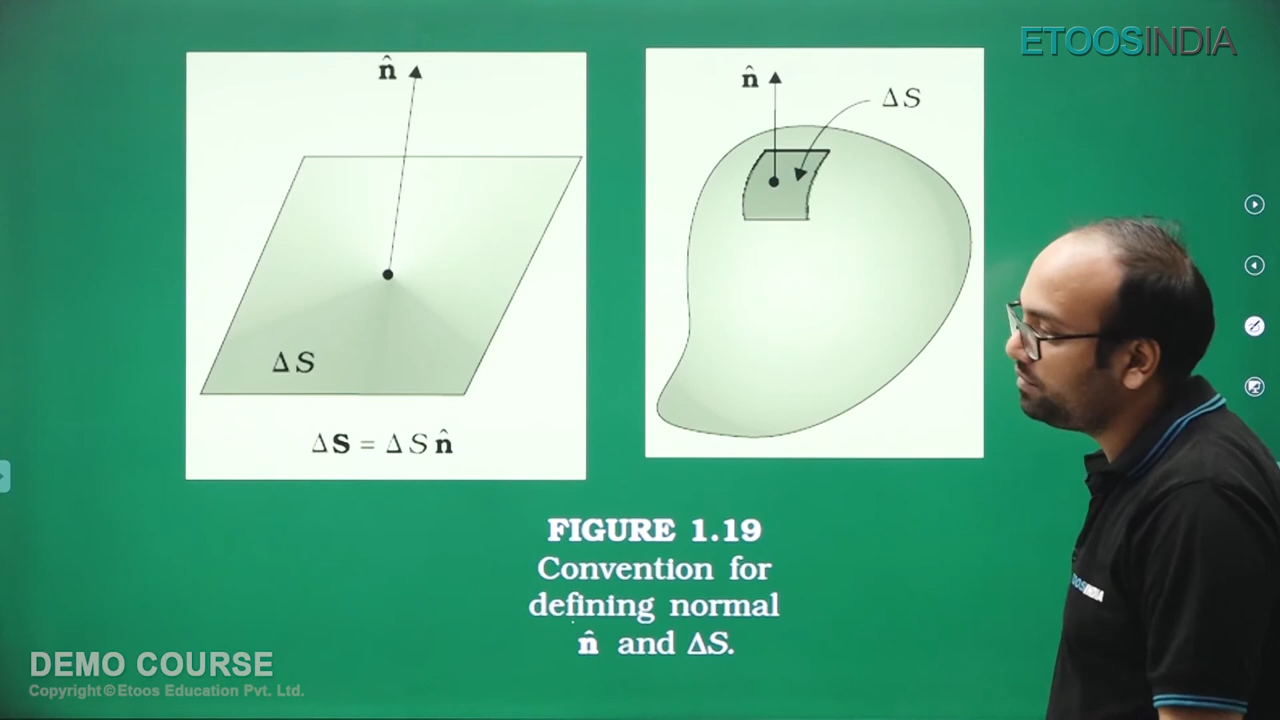 ETOOSINDIA
n̂
ΔS
ΔS = ΔS n̂
n̂
ΔS
FIGURE 1.19
Convention for
defining normal
n̂ and ΔS.
OOSINDIA
DEMO COURSE
Copyright © Etoos Education Pvt. Ltd.